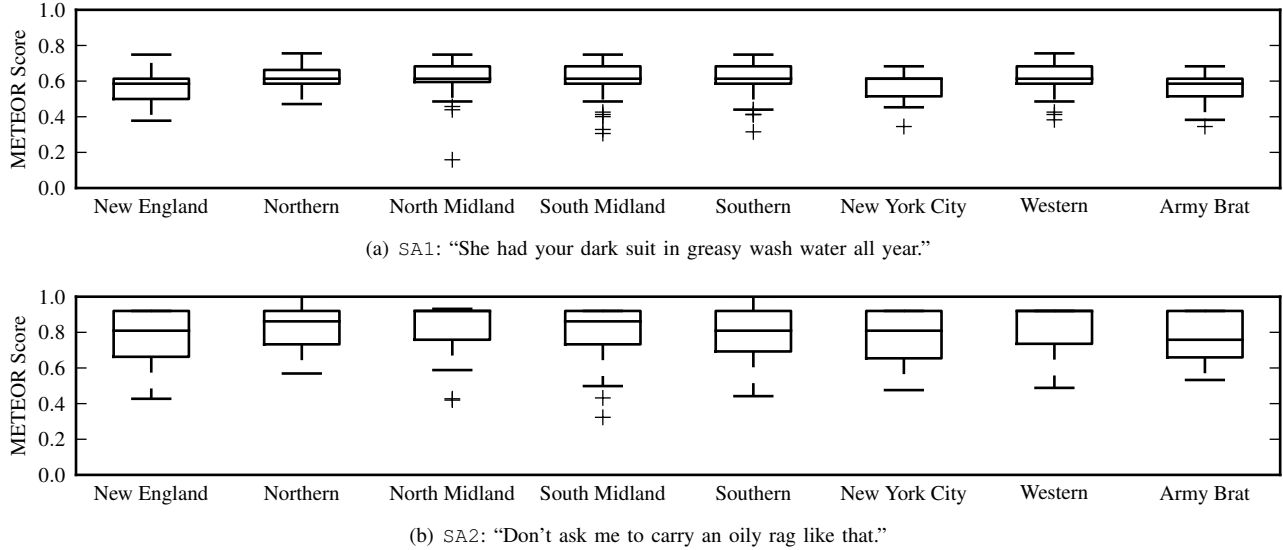 1.0
0.8
0.6
0.4
0.2
0.0
METEOR Score
New England Northern North Midland South Midland Southern New York City Western Army Brat
(a) SA1: “She had your dark suit in greasy wash water all year.”
1.0
0.8
0.6
0.4
0.2
0.0
METEOR Score
New England Northern North Midland South Midland Southern New York City Western Army Brat
(b) SA2: “Don’t ask me to carry an oily rag like that.”